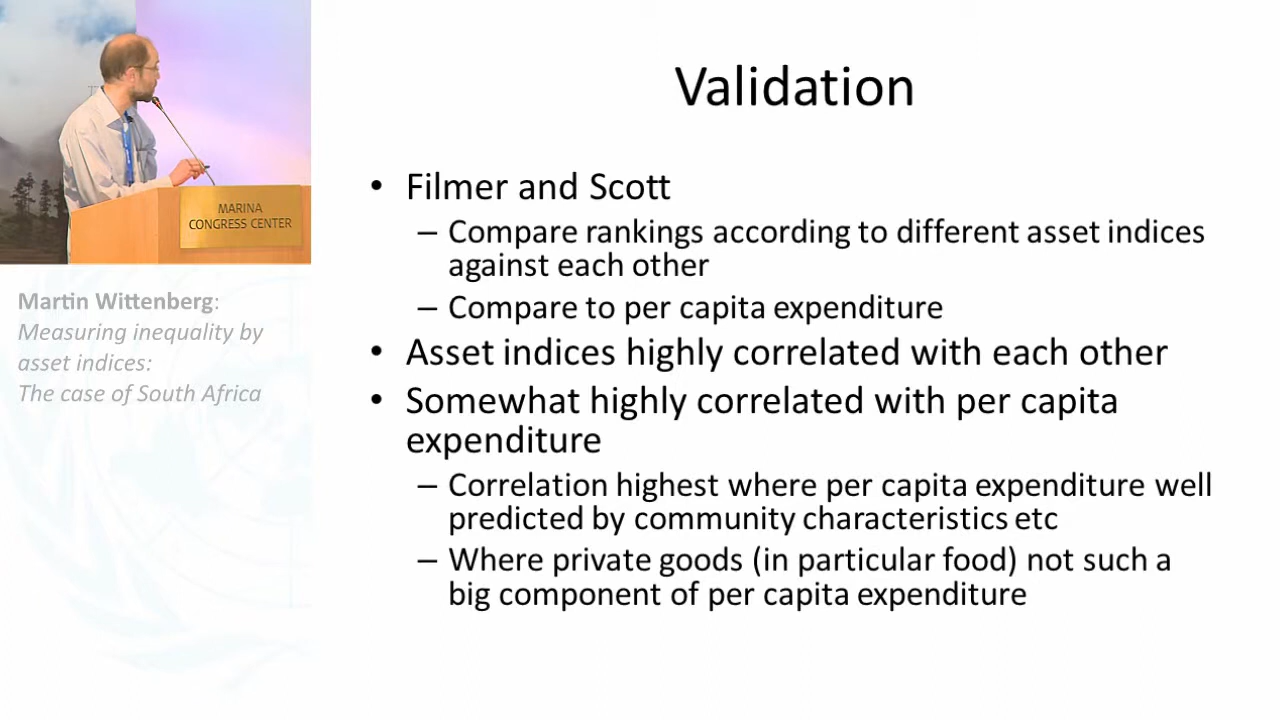 MARINA
CONGRESS CENTER
Martin Wittenberg:
Measuring inequality by
asset indices:
The case of South Africa
Validation
• Filmer and Scott
– Compare rankings according to different asset indices
against each other
– Compare to per capita expenditure
• Asset indices highly correlated with each other
• Somewhat highly correlated with per capita
expenditure
– Correlation highest where per capita expenditure well
predicted by community characteristics etc
– Where private goods (in particular food) not such a
big component of per capita expenditure